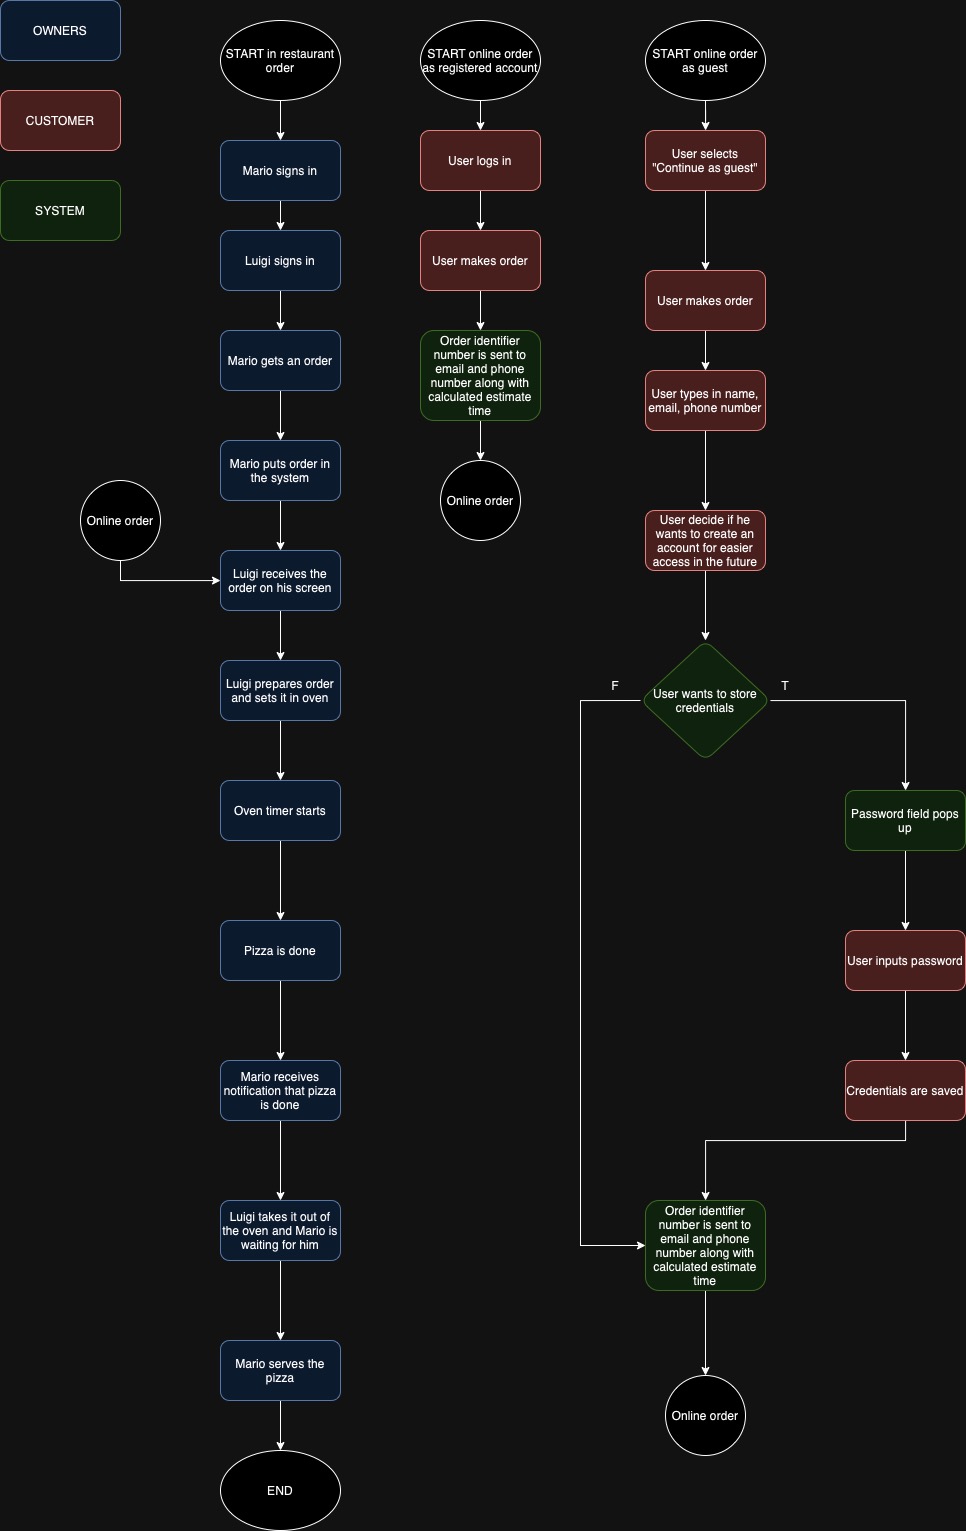 OWNERS
CUSTOMER
SYSTEM
START in restaurant
order
Mario signs in
Luigi signs in
Mario gets an order
Mario puts order in
the system
Online order
Luigi receives the
order on his screen
Luigi prepares order
and sets it in oven
Oven timer starts
Pizza is done
Mario receives
notification that pizza
is done
Luigi takes it out of
the oven and Mario is
waiting for him
Mario serves the
pizza
END
START online order
as registered account
User logs in
User makes order
Order identifier
number is sent to
email and phone
number along with
calculated estimate
time
Online order
START online order
as guest
User selects
"Continue as guest"
User makes order
User types in name,
email, phone number
User decide if he
wants to create an
account for easier
access in the future
User wants to store
credentials
F
T
Password field pops
up
User inputs password
Credentials are saved
Order identifier
number is sent to
email and phone
number along with
calculated estimate
time
Online order